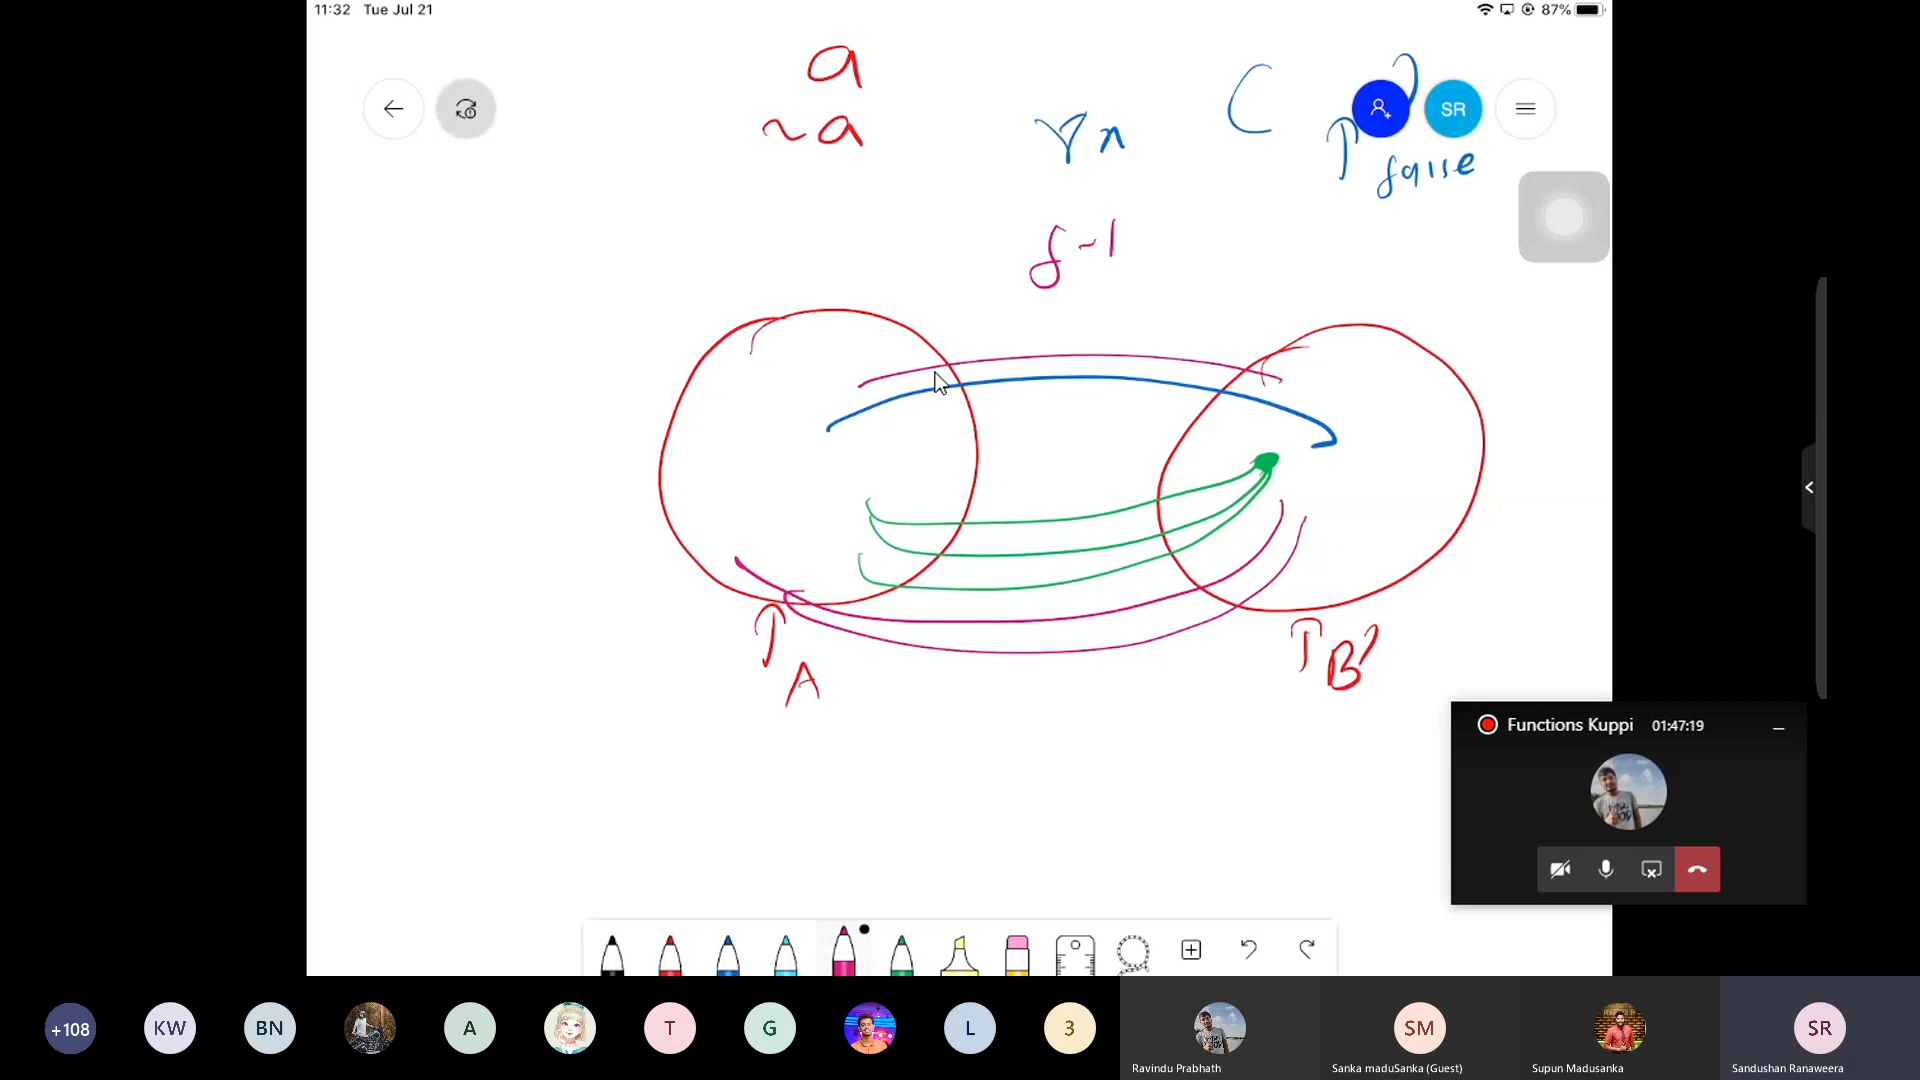 11:32 Tue Jul 21
87%
a
~a
∀x
SR
false
f-1
A
B
Functions Kuppi 01:47:19
+108
KW
BN
A
T
G
L
3
SM
SR
Ravindu Prabhath
Sanka maduSanka (Guest)
Supun Madusanka
Sandushan Ranaweera